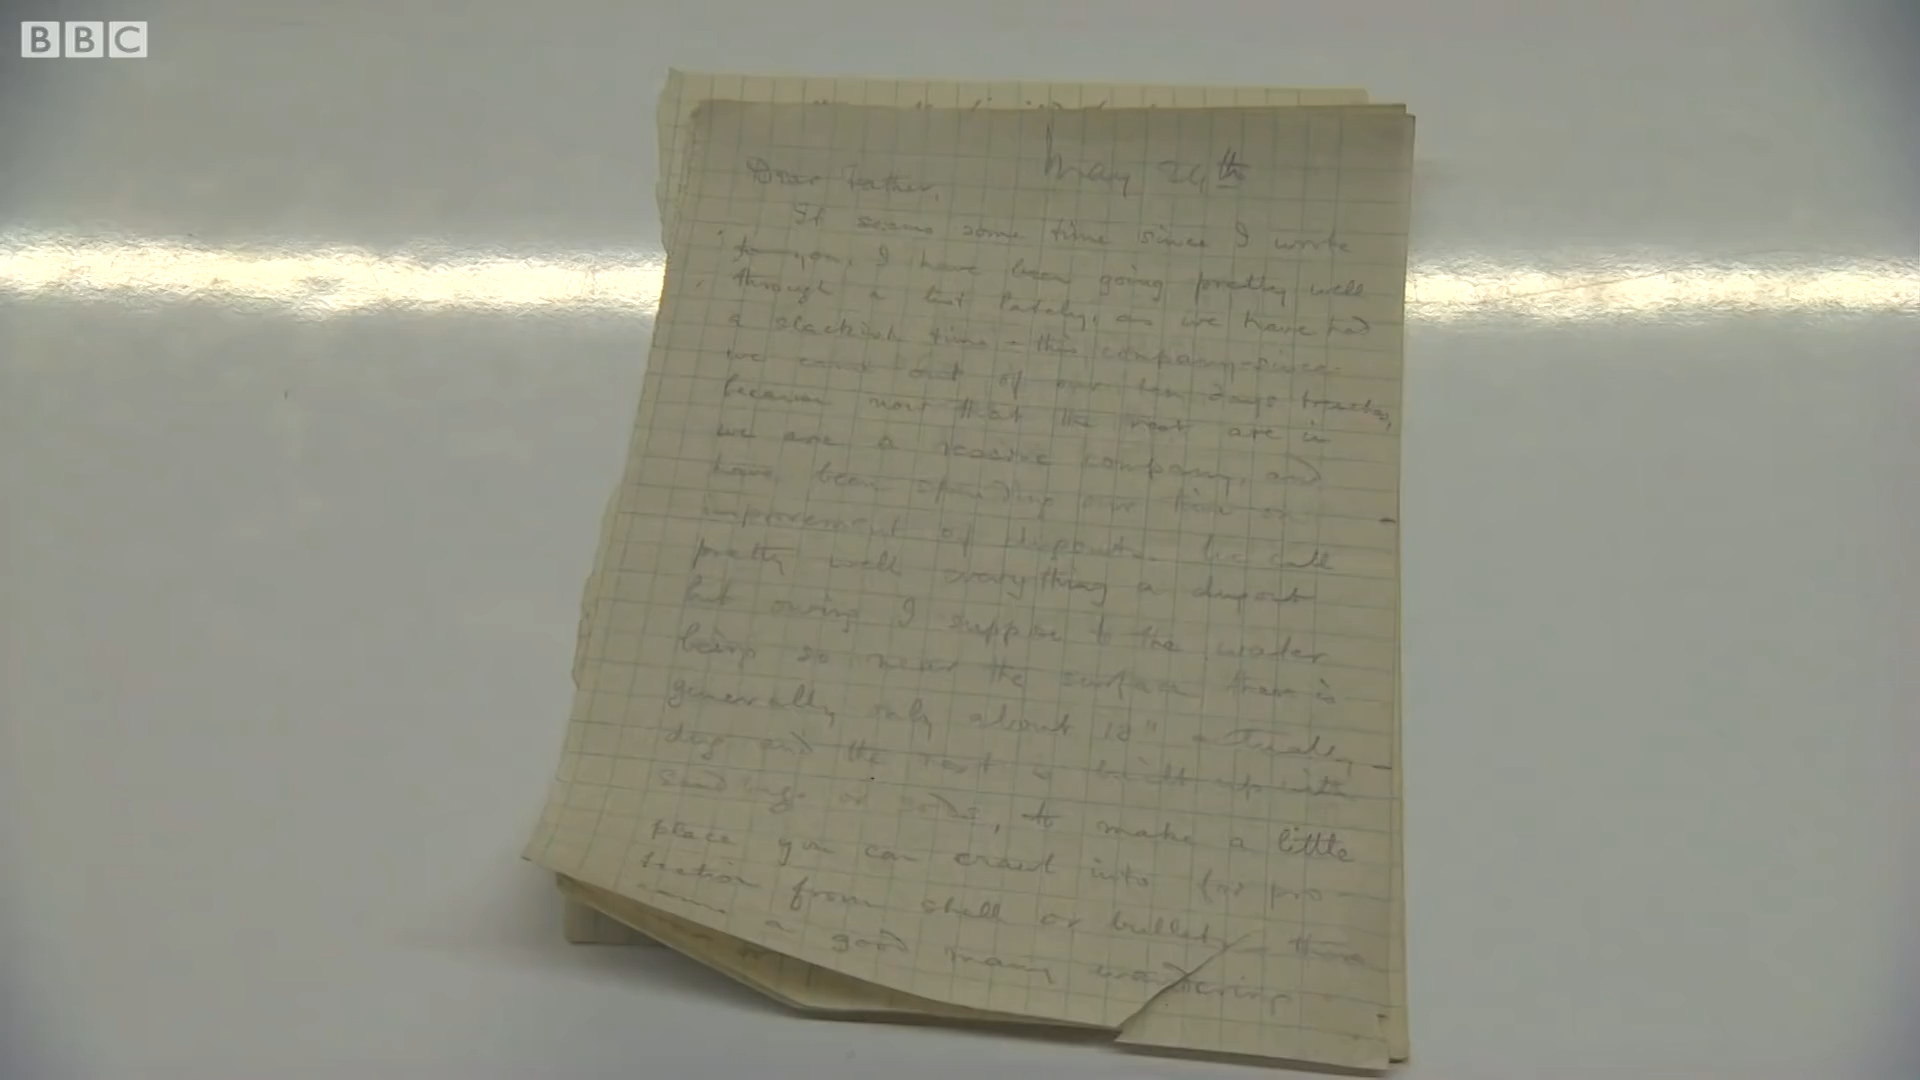 BBC
May 24th
Dear Father,
It seems some time since I wrote
to you. I have been going pretty well
through a lately, as we have had
a slackish time - this company - since
we came out of our ten days trenches,
because now that the rest are in
we are a reserve company, and
have been spending our time on
improvement of dugouts. We call
pretty well everything a dugout
but owing I suppose to the water
being so near the surface there is
generally only about 18" actually
dug and the rest is built up with
sand bags or sods, to make a little
place you can crawl into for pro-
tection from shell or bullets - there
a good many wandering